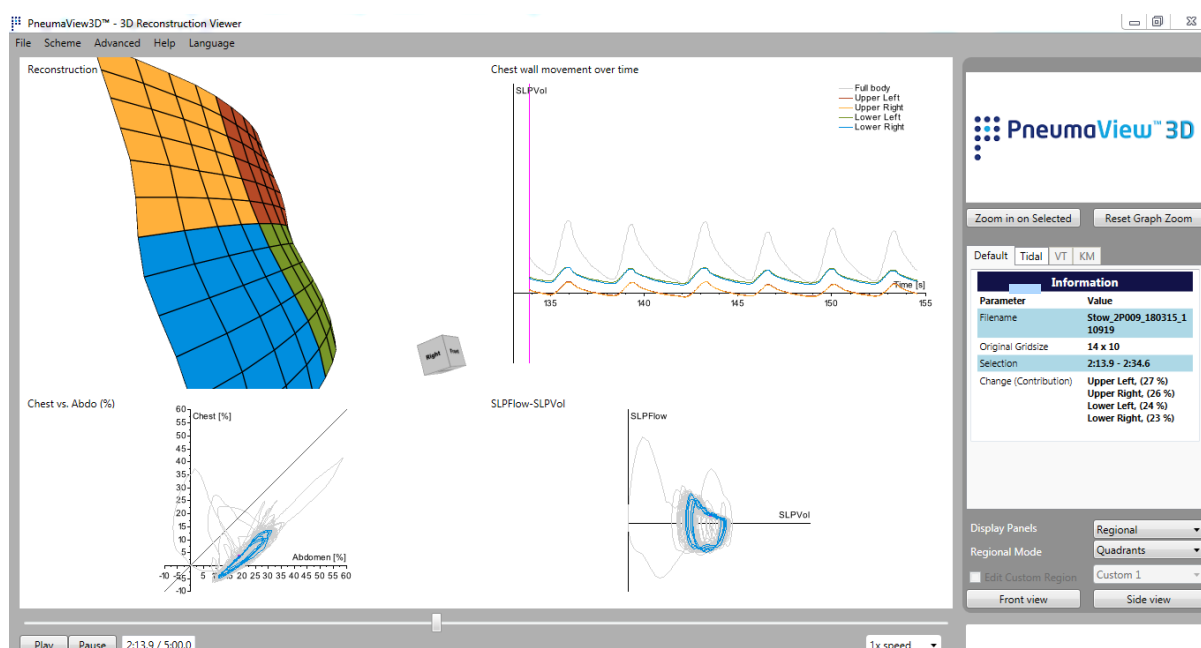 PneumaView3D™ - 3D Reconstruction Viewer
File Scheme Advanced Help Language
Reconstruction
Right
Front
Chest wall movement over time
SLPVol
Full body
Upper Left
Upper Right
Lower Left
Lower Right
Time [s]
135 140 145 150 155
Chest vs. Abdo (%)
Chest [%]
60
55
50
45
40
35
30
25
20
15
10
5
-5
-10
Abdomen [%]
-10 -5 5 10 15 20 25 30 35 40 45 50 55 60
SLPFlow-SLPVol
SLPFlow
SLPVol
PneumaView™ 3D
Zoom in on Selected
Reset Graph Zoom
Default Tidal VT KM
Information
Parameter Value
Filename Stow_2P009_180315_1
10919
Original Gridsize 14 x 10
Selection 2:13.9 - 2:34.6
Change (Contribution) Upper Left, (27 %)
Upper Right, (26 %)
Lower Left, (24 %)
Lower Right, (23 %)
Display Panels Regional
Regional Mode Quadrants
Edit Custom Region Custom 1
Front view Side view
Play Pause 2:13.9 / 5:00.0 1x speed